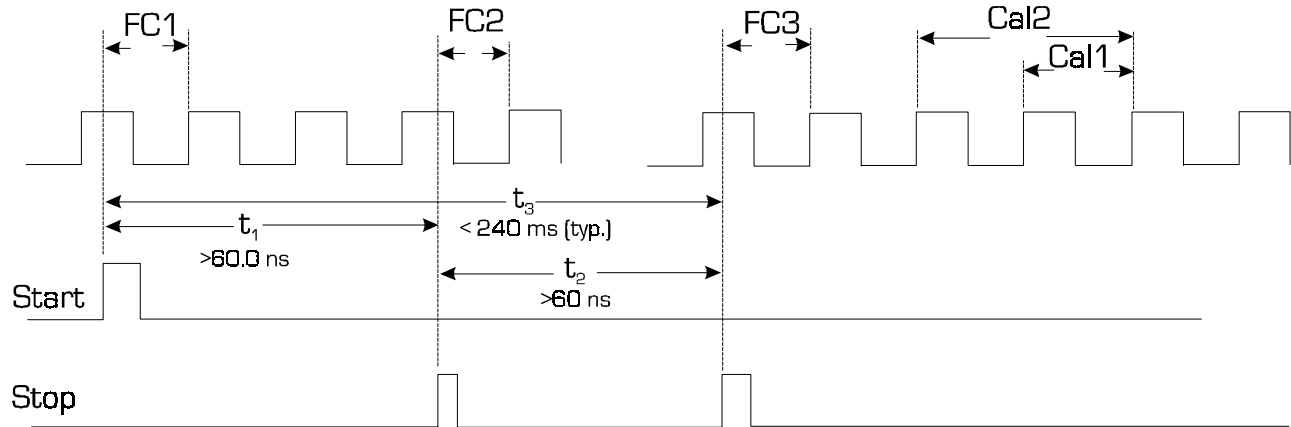 FC1
FC2
FC3
Cal2
Cal1
t₃
< 240 ms (typ.)
t₁
>60.0 ns
t₂
>60 ns
Start
Stop